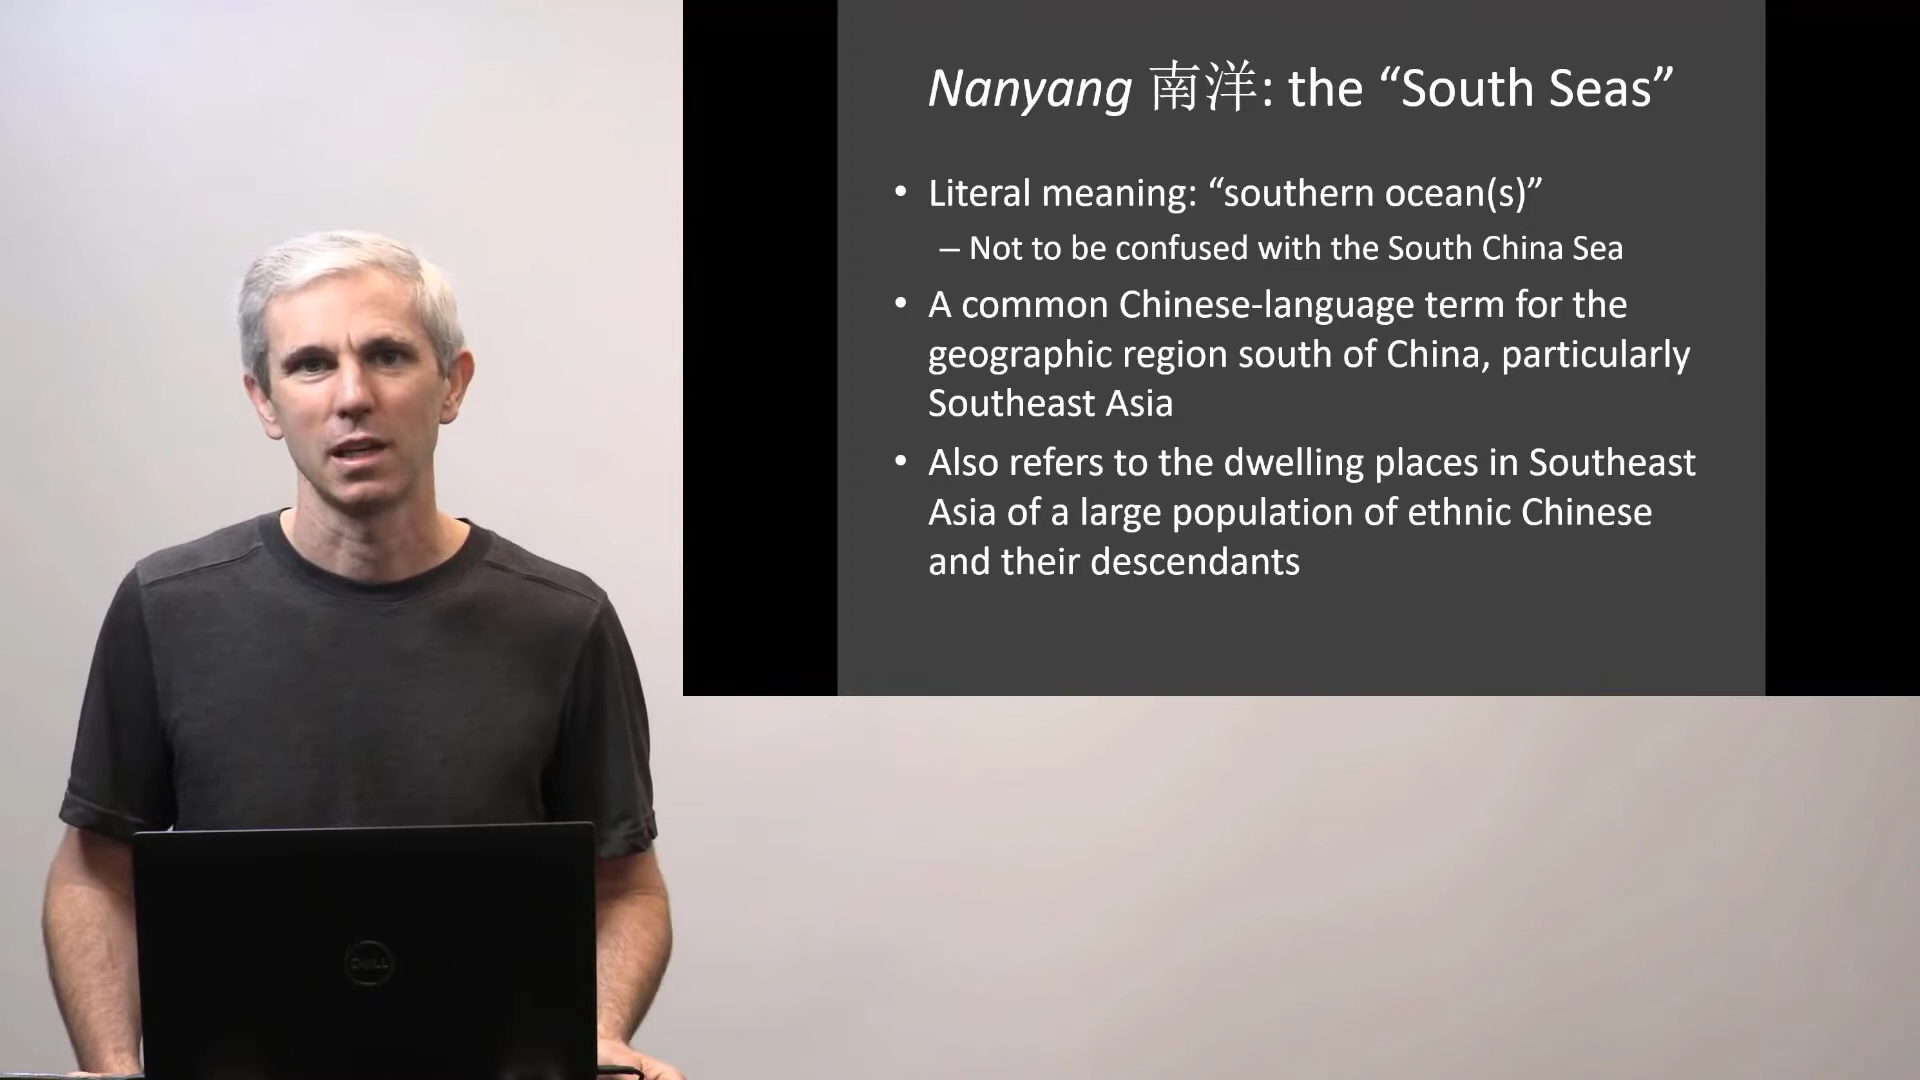 Nanyang 南洋: the “South Seas”
• Literal meaning: “southern ocean(s)”
– Not to be confused with the South China Sea
• A common Chinese-language term for the
geographic region south of China, particularly
Southeast Asia
• Also refers to the dwelling places in Southeast
Asia of a large population of ethnic Chinese
and their descendants
DELL